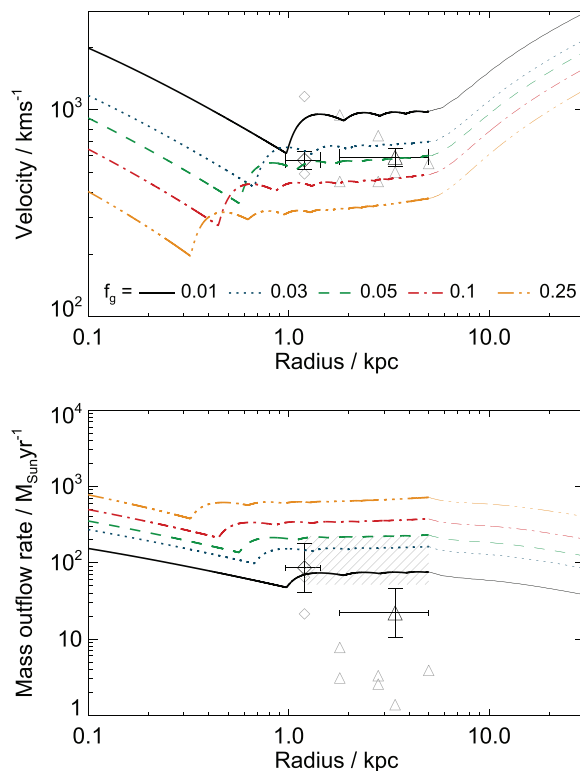 10³
10²
Velocity / kms⁻¹
f_g = 0.01 0.03 0.05 0.1 0.25
0.1 1.0 10.0
Radius / kpc
10⁴
10³
10²
10
1
Mass outflow rate / M_Sun yr⁻¹
0.1 1.0 10.0
Radius / kpc